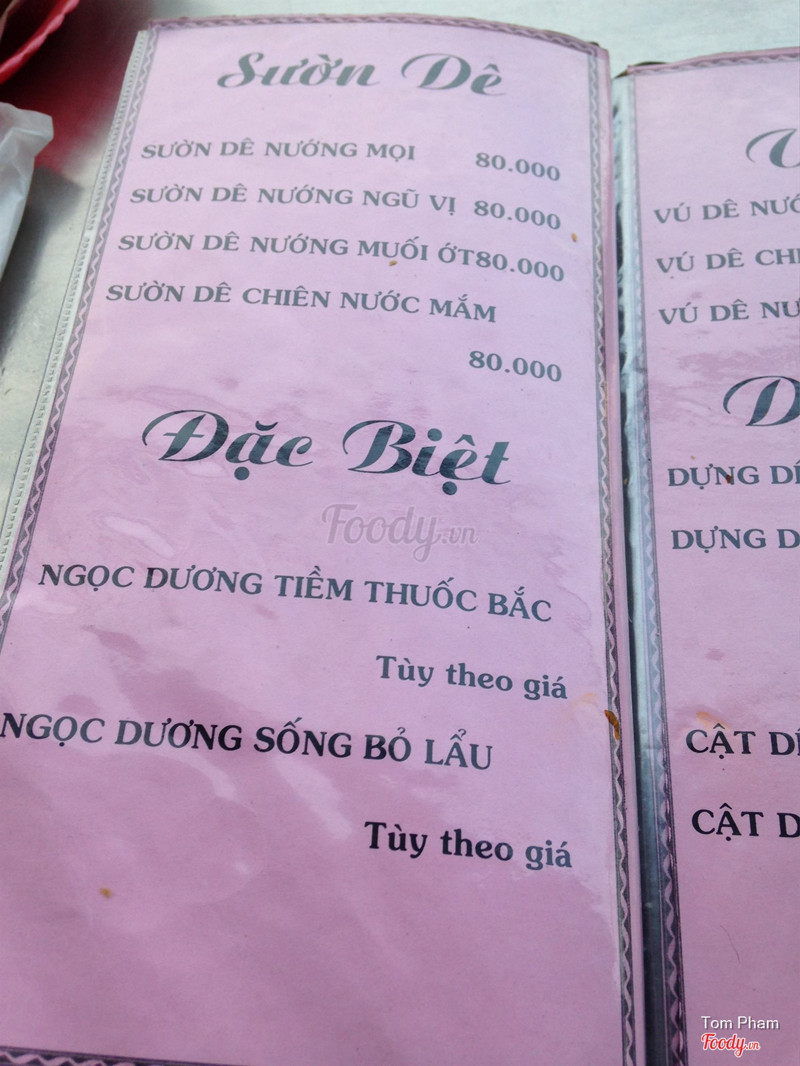 Sườn Dê
SƯỜN DÊ NƯỚNG MỌI 80.000
SƯỜN DÊ NƯỚNG NGŨ VỊ 80.000
SƯỜN DÊ NƯỚNG MUỐI ỚT 80.000
SƯỜN DÊ CHIÊN NƯỚC MẮM
80.000
Đặc Biệt
Foody.vn
NGỌC DƯƠNG TIỀM THUỐC BẮC
Tùy theo giá
NGỌC DƯƠNG SỐNG BỎ LẨU
Tùy theo giá
VÚ DÊ
VÚ DÊ
VÚ DÊ
DỰNG
DỰNG
CẬT
CẬT
Tom Pham
Foody.vn